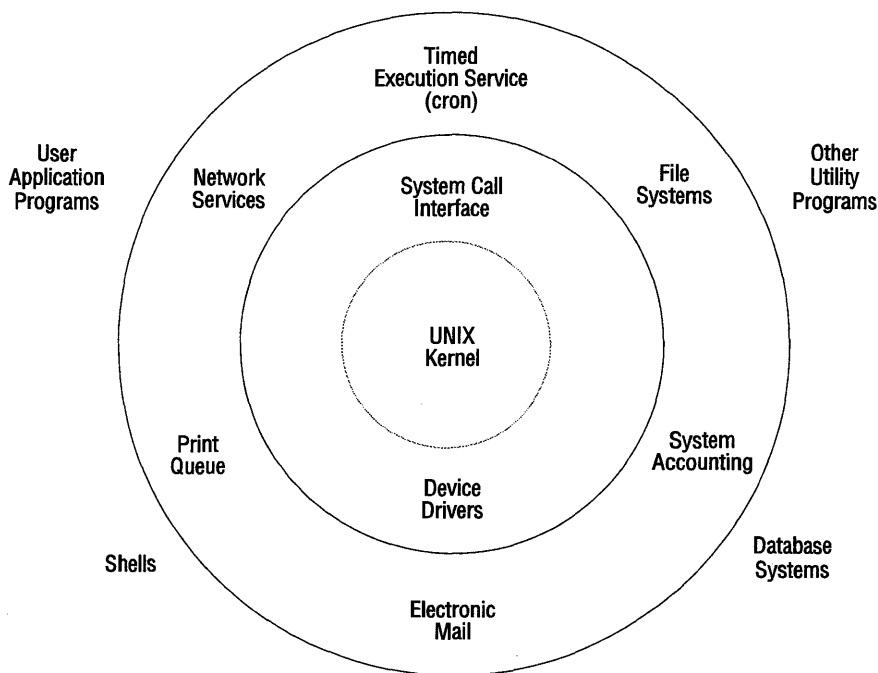 Timed
Execution Service
(cron)
User
Application
Programs
Network
Services
System Call
Interface
File
Systems
Other
Utility
Programs
UNIX
Kernel
Print
Queue
System
Accounting
Device
Drivers
Shells
Database
Systems
Electronic
Mail